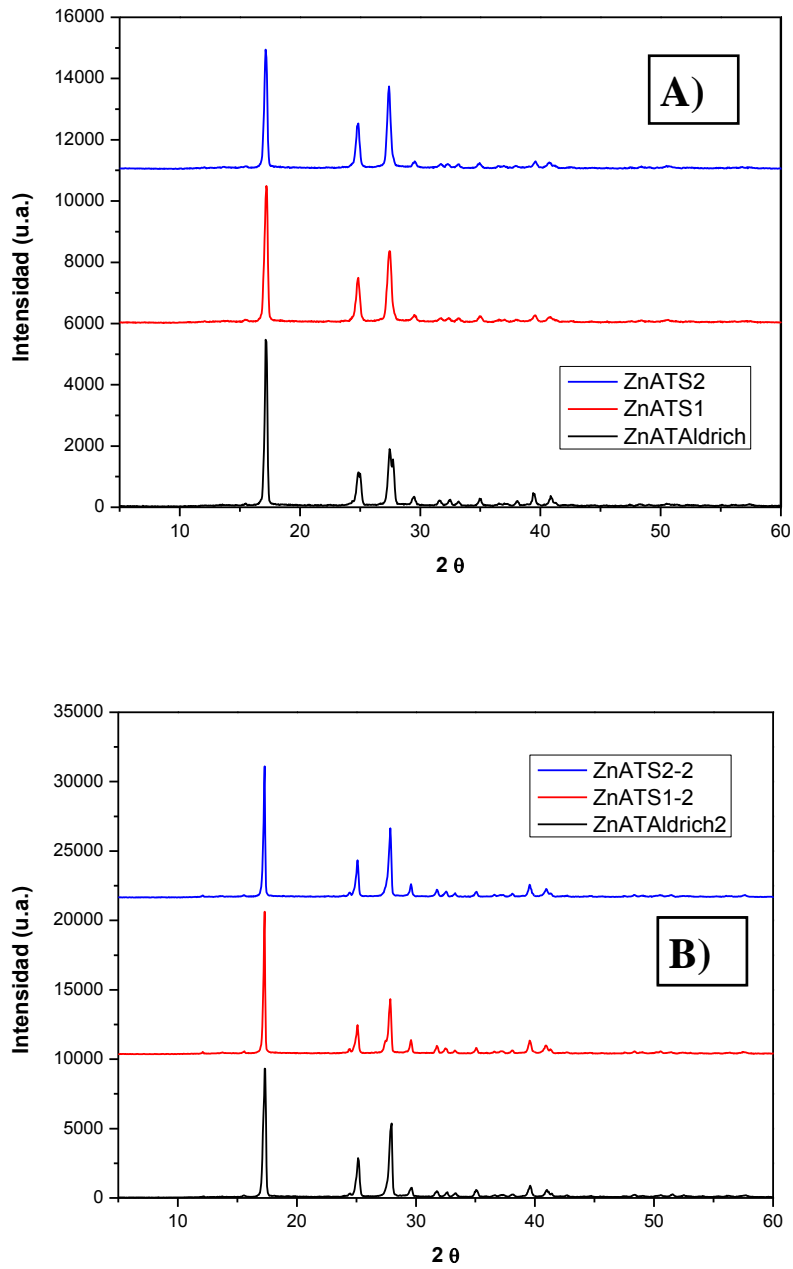 16000
14000
12000
10000
8000
6000
4000
2000
0
Intensidad (u.a.)
A)
ZnATS2
ZnATS1
ZnATAldrich
10 20 30 40 50 60
2 θ
35000
30000
25000
20000
15000
10000
5000
0
Intensidad (u.a.)
ZnATS2-2
ZnATS1-2
ZnATAldrich2
B)
10 20 30 40 50 60
2 θ